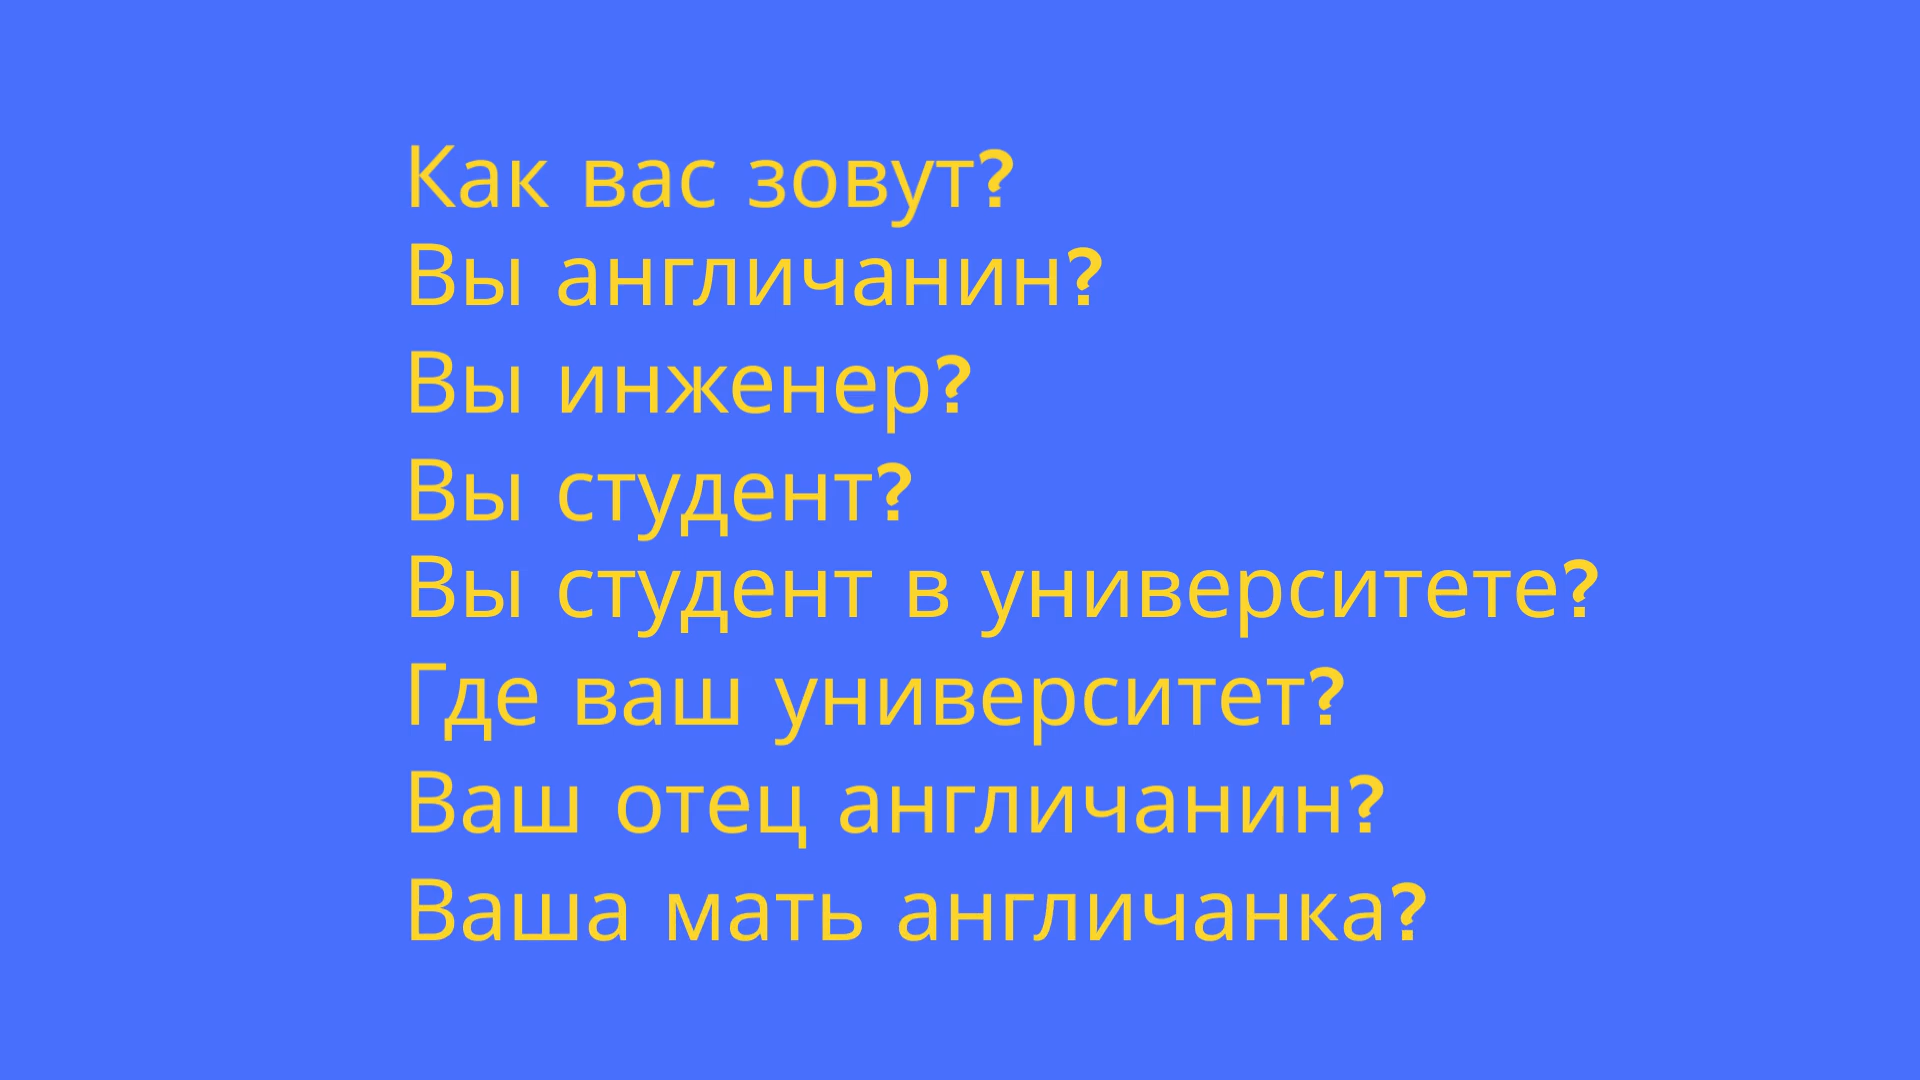 Как вас зовут?
Вы англичанин?
Вы инженер?
Вы студент?
Вы студент в университете?
Где ваш университет?
Ваш отец англичанин?
Ваша мать англичанка?